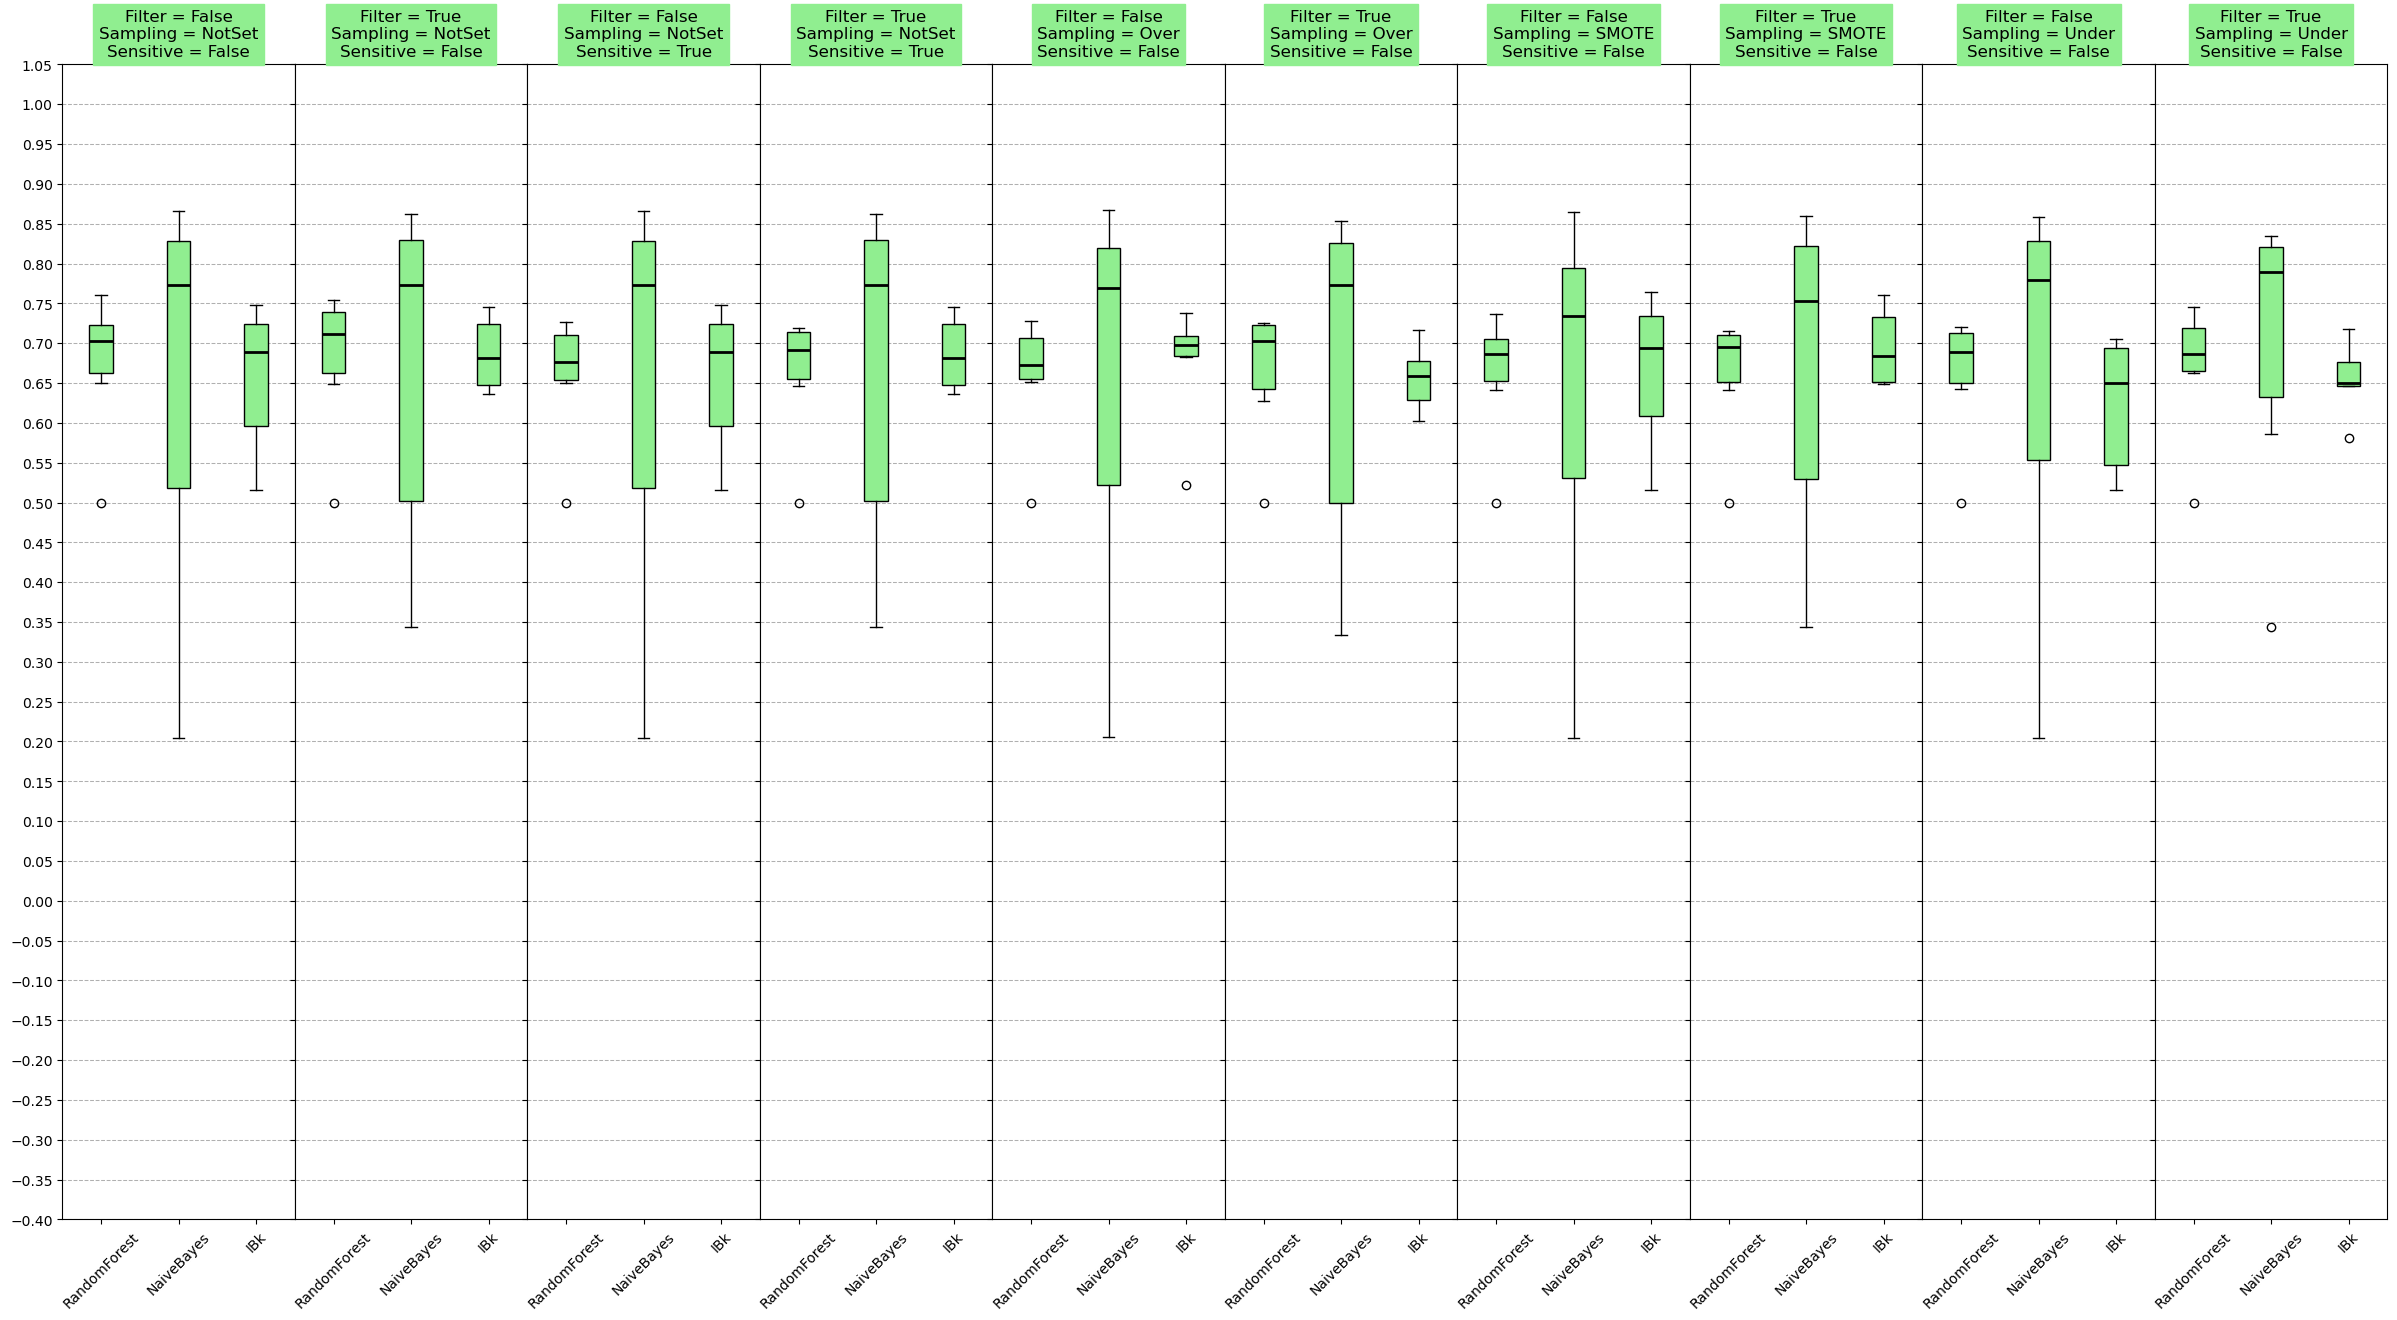 Filter = False
Sampling = NotSet
Sensitive = False
Filter = True
Sampling = NotSet
Sensitive = False
Filter = False
Sampling = NotSet
Sensitive = True
Filter = True
Sampling = NotSet
Sensitive = True
Filter = False
Sampling = Over
Sensitive = False
Filter = True
Sampling = Over
Sensitive = False
Filter = False
Sampling = SMOTE
Sensitive = False
Filter = True
Sampling = SMOTE
Sensitive = False
Filter = False
Sampling = Under
Sensitive = False
Filter = True
Sampling = Under
Sensitive = False
1.05
1.00
0.95
0.90
0.85
0.80
0.75
0.70
0.65
0.60
0.55
0.50
0.45
0.40
0.35
0.30
0.25
0.20
0.15
0.10
0.05
0.00
−0.05
−0.10
−0.15
−0.20
−0.25
−0.30
−0.35
−0.40
RandomForest
NaiveBayes
IBk
RandomForest
NaiveBayes
IBk
RandomForest
NaiveBayes
IBk
RandomForest
NaiveBayes
IBk
RandomForest
NaiveBayes
IBk
RandomForest
NaiveBayes
IBk
RandomForest
NaiveBayes
IBk
RandomForest
NaiveBayes
IBk
RandomForest
NaiveBayes
IBk
RandomForest
NaiveBayes
IBk